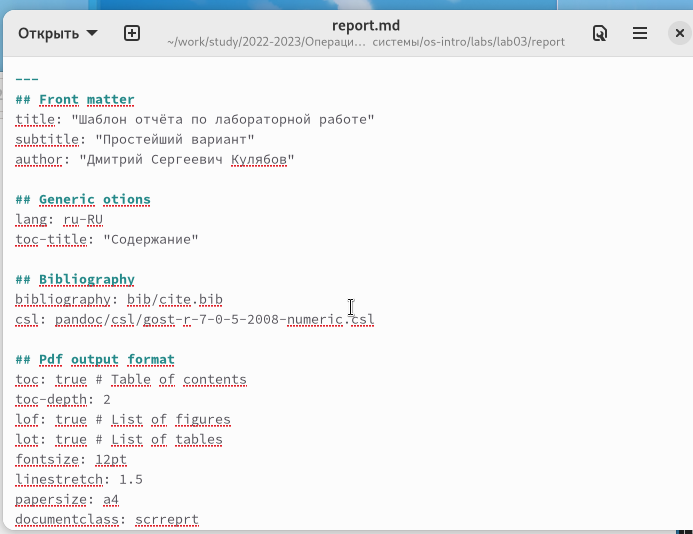 Открыть
report.md
~/work/study/2022-2023/Операци… системы/os-intro/labs/lab03/report
---
## Front matter
title: "Шаблон отчёта по лабораторной работе"
subtitle: "Простейший вариант"
author: "Дмитрий Сергеевич Кулябов"
## Generic otions
lang: ru-RU
toc-title: "Содержание"
## Bibliography
bibliography: bib/cite.bib
csl: pandoc/csl/gost-r-7-0-5-2008-numeric.csl
## Pdf output format
toc: true # Table of contents
toc-depth: 2
lof: true # List of figures
lot: true # List of tables
fontsize: 12pt
linestretch: 1.5
papersize: a4
documentclass: scrreprt